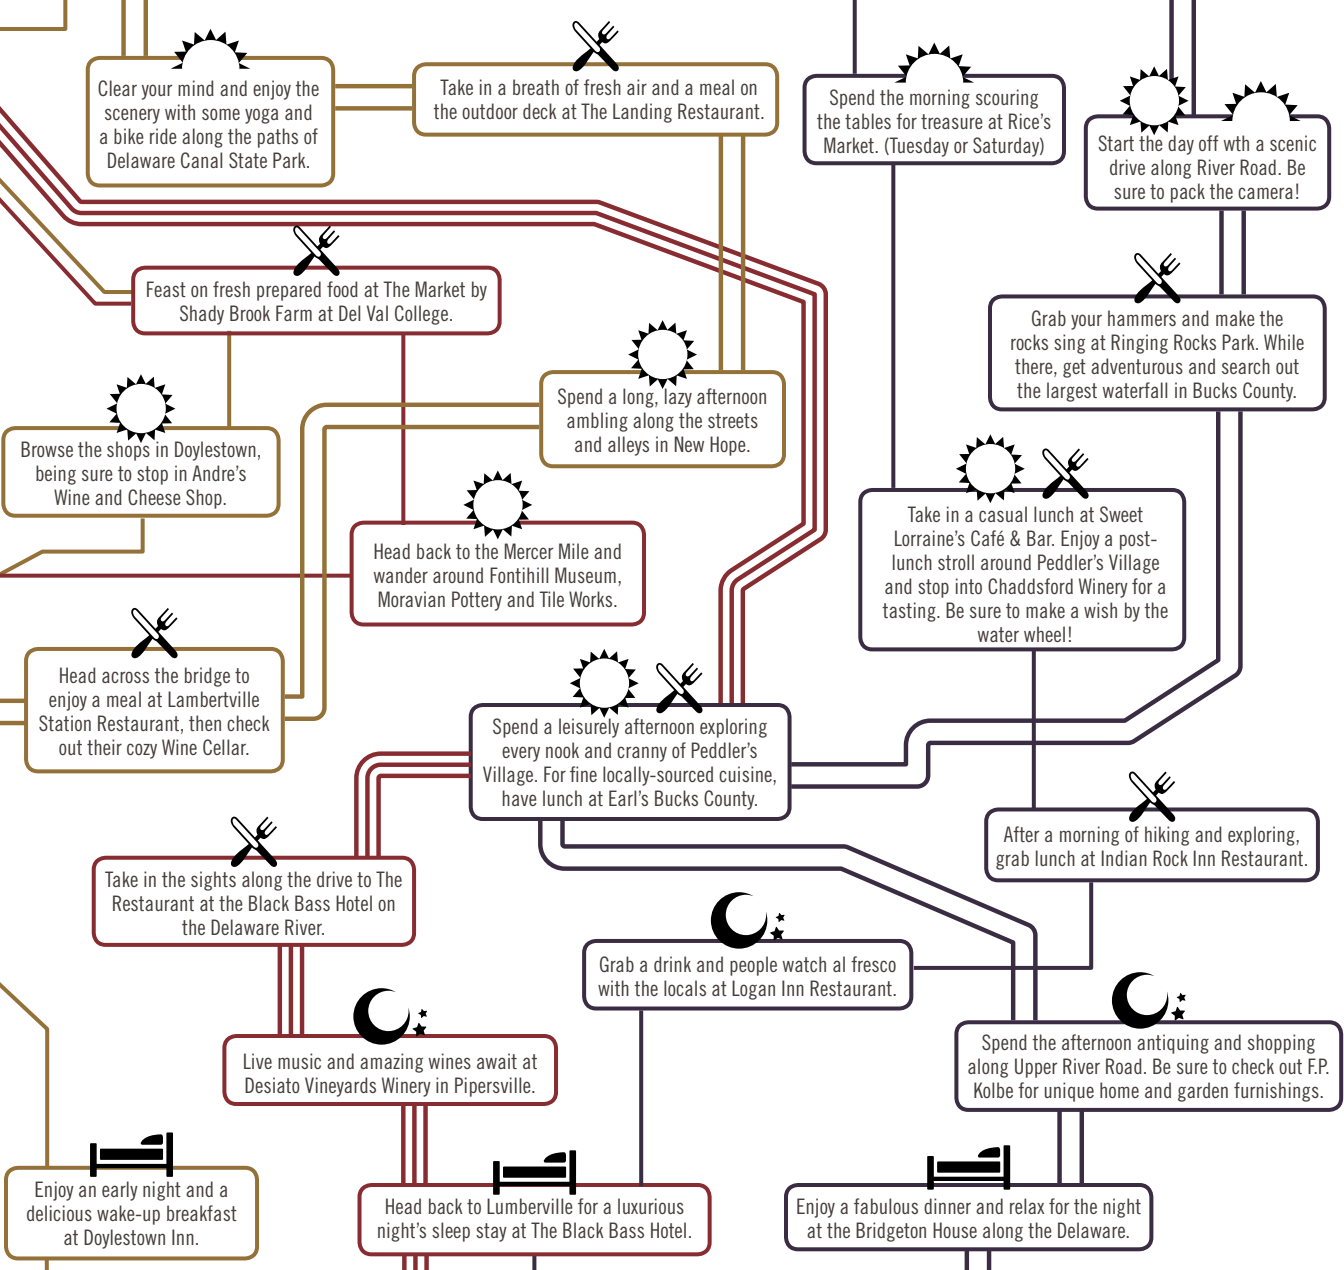 Clear your mind and enjoy the
scenery with some yoga and
a bike ride along the paths of
Delaware Canal State Park.
Take in a breath of fresh air and a meal on
the outdoor deck at The Landing Restaurant.
Spend the morning scouring
the tables for treasure at Rice's
Market. (Tuesday or Saturday)
Start the day off wth a scenic
drive along River Road. Be
sure to pack the camera!
Feast on fresh prepared food at The Market by
Shady Brook Farm at Del Val College.
Grab your hammers and make the
rocks sing at Ringing Rocks Park. While
there, get adventurous and search out
the largest waterfall in Bucks County.
Spend a long, lazy afternoon
ambling along the streets
and alleys in New Hope.
Browse the shops in Doylestown,
being sure to stop in Andre's
Wine and Cheese Shop.
Take in a casual lunch at Sweet
Lorraine's Café & Bar. Enjoy a post-
lunch stroll around Peddler's Village
and stop into Chaddsford Winery for a
tasting. Be sure to make a wish by the
water wheel!
Head back to the Mercer Mile and
wander around Fontihill Museum,
Moravian Pottery and Tile Works.
Head across the bridge to
enjoy a meal at Lambertville
Station Restaurant, then check
out their cozy Wine Cellar.
Spend a leisurely afternoon exploring
every nook and cranny of Peddler's
Village. For fine locally-sourced cuisine,
have lunch at Earl's Bucks County.
After a morning of hiking and exploring,
grab lunch at Indian Rock Inn Restaurant.
Take in the sights along the drive to The
Restaurant at the Black Bass Hotel on
the Delaware River.
Grab a drink and people watch al fresco
with the locals at Logan Inn Restaurant.
Live music and amazing wines await at
Desiato Vineyards Winery in Pipersville.
Spend the afternoon antiquing and shopping
along Upper River Road. Be sure to check out F.P.
Kolbe for unique home and garden furnishings.
Enjoy an early night and a
delicious wake-up breakfast
at Doylestown Inn.
Head back to Lumberville for a luxurious
night's sleep stay at The Black Bass Hotel.
Enjoy a fabulous dinner and relax for the night
at the Bridgeton House along the Delaware.